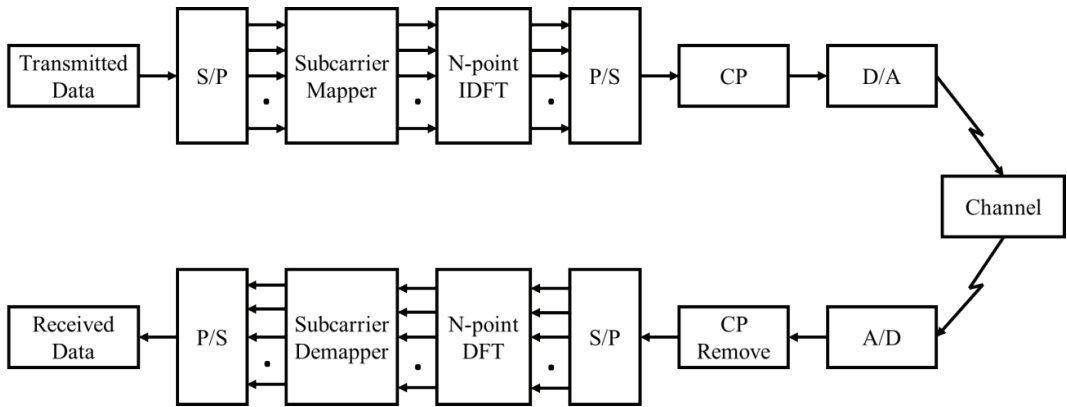 Transmitted
Data
S/P
Subcarrier
Mapper
N-point
IDFT
P/S
CP
D/A
Channel
Received
Data
P/S
Subcarrier
Demapper
N-point
DFT
S/P
CP
Remove
A/D